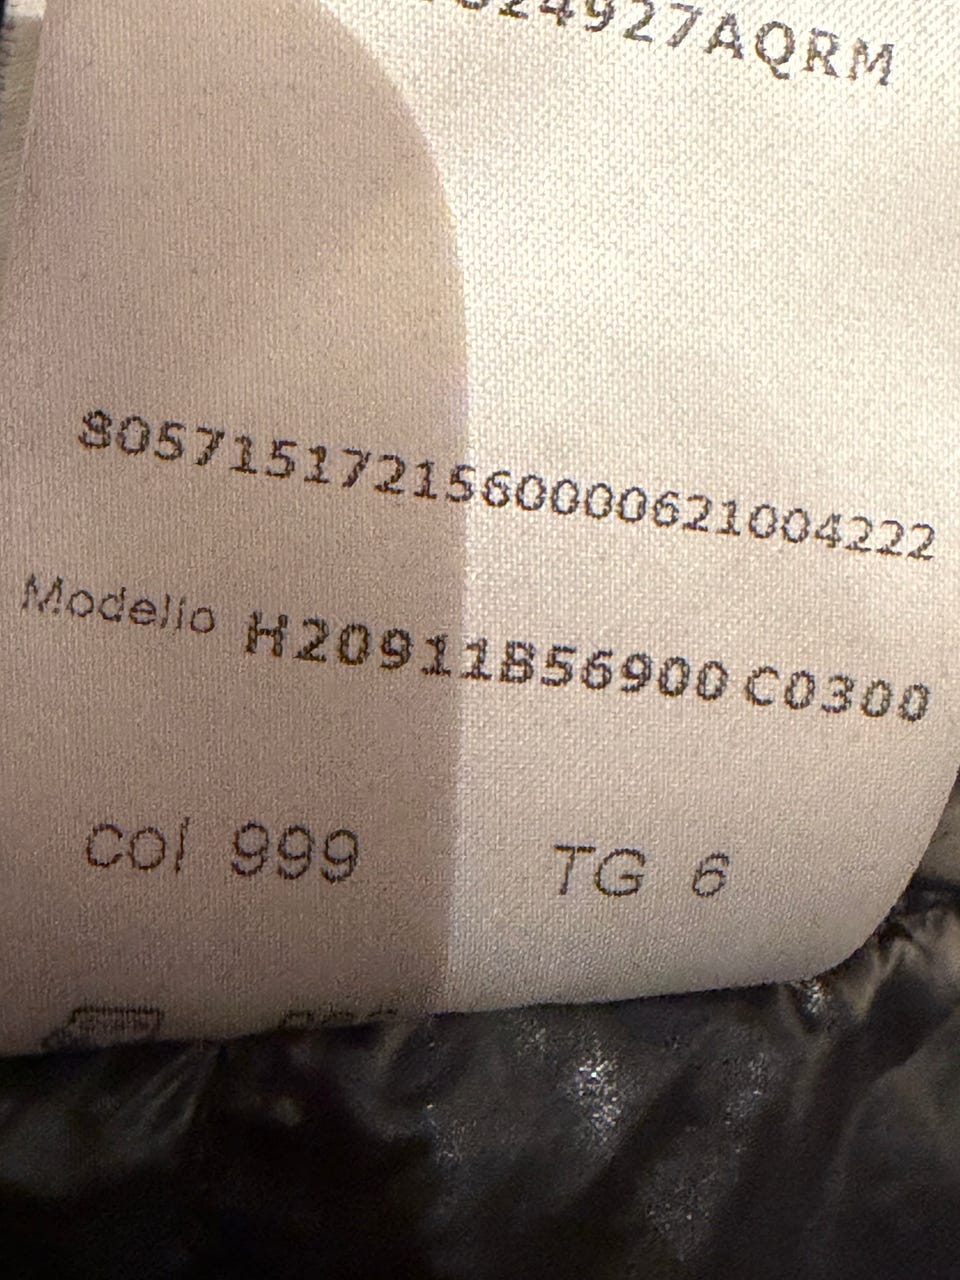 24927AQRM
8057151721560000621004222
Modello H20911B56900 C0300
col 999 TG 6